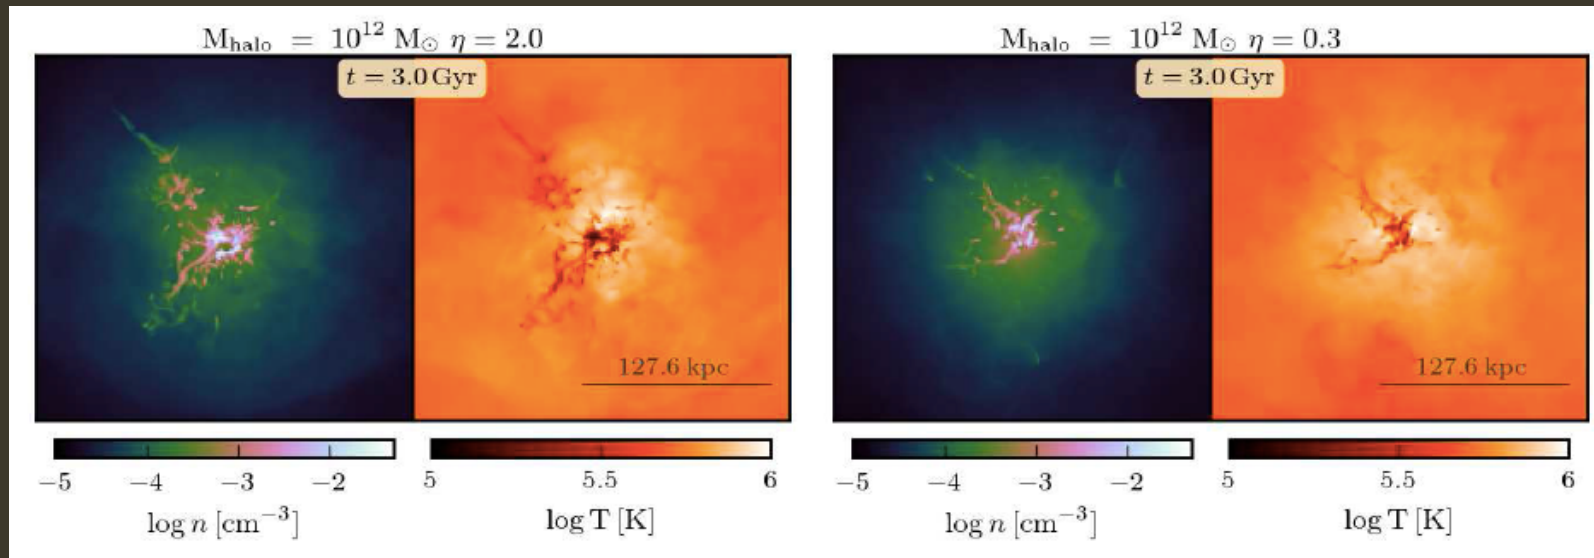 M_halo = 10^12 M_⊙ η = 2.0
t = 3.0 Gyr
127.6 kpc
−5 −4 −3 −2
log n [cm^−3]
5 5.5 6
log T [K]
M_halo = 10^12 M_⊙ η = 0.3
t = 3.0 Gyr
127.6 kpc
−5 −4 −3 −2
log n [cm^−3]
5 5.5 6
log T [K]